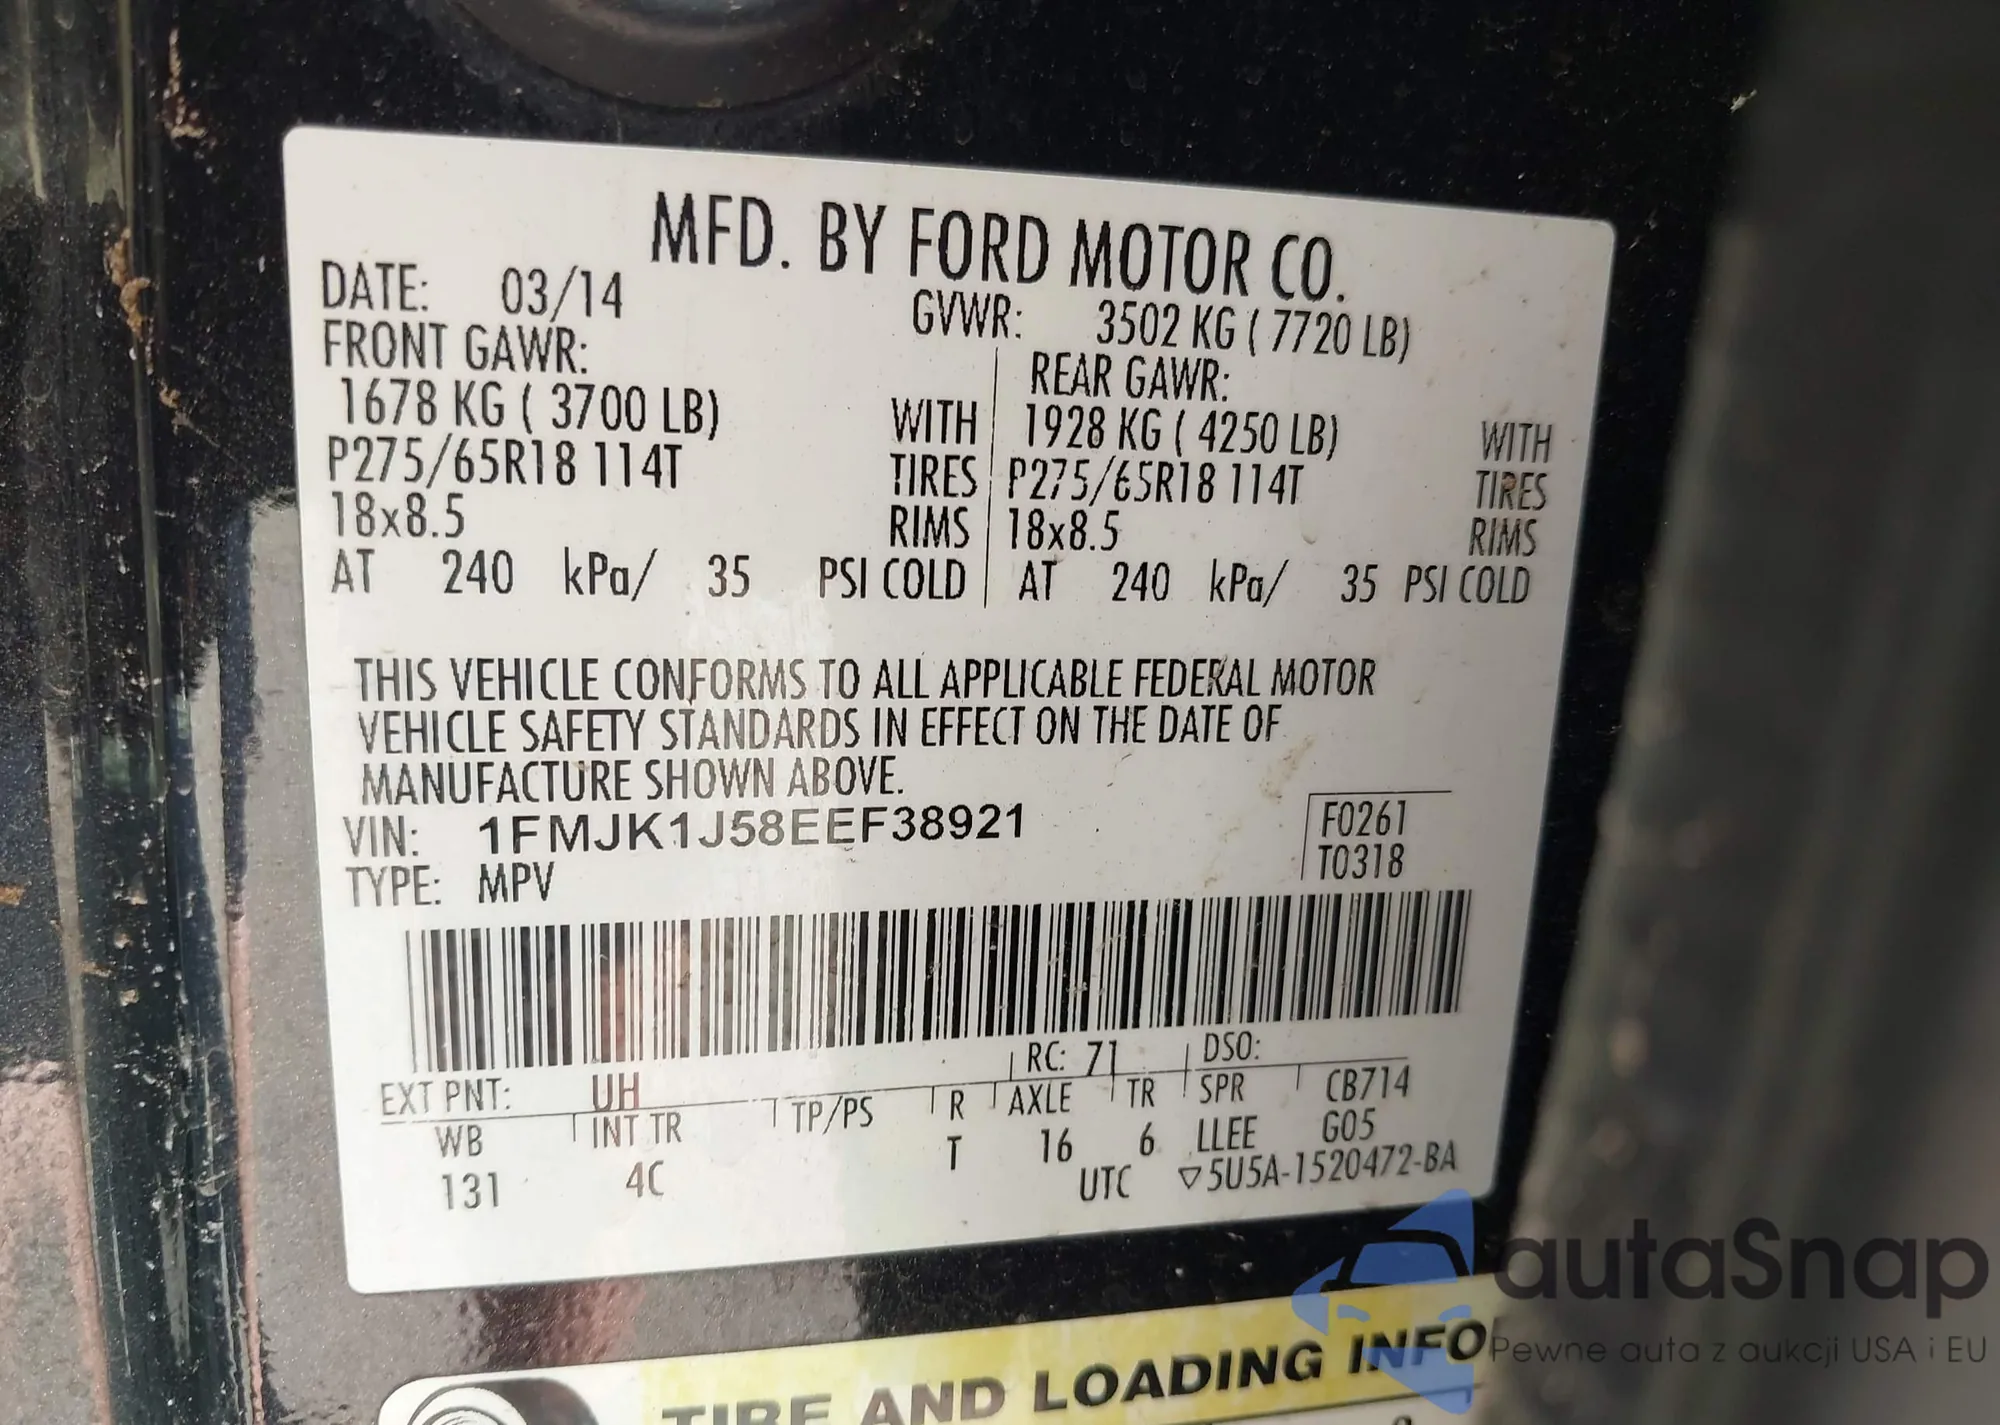 MFD. BY FORD MOTOR CO.
DATE: 03/14 GVWR: 3502 KG ( 7720 LB)
FRONT GAWR: REAR GAWR:
1678 KG ( 3700 LB) WITH 1928 KG ( 4250 LB) WITH
P275/65R18 114T TIRES P275/65R18 114T TIRES
18x8.5 RIMS 18x8.5 RIMS
AT 240 kPa/ 35 PSI COLD AT 240 kPa/ 35 PSI COLD
THIS VEHICLE CONFORMS TO ALL APPLICABLE FEDERAL MOTOR
VEHICLE SAFETY STANDARDS IN EFFECT ON THE DATE OF
MANUFACTURE SHOWN ABOVE.
VIN: 1FMJK1J58EEF38921 F0261
TYPE: MPV T0318
RC: 71 DSO:
EXT PNT: UH CB714
WB INT TR TP/PS R AXLE TR SPR G05
131 4C T 16 6 LLEE
UTC ▽5U5A-1520472-BA
TIRE AND LOADING INFO
autaSnap
Pewne auta z aukcji USA i EU